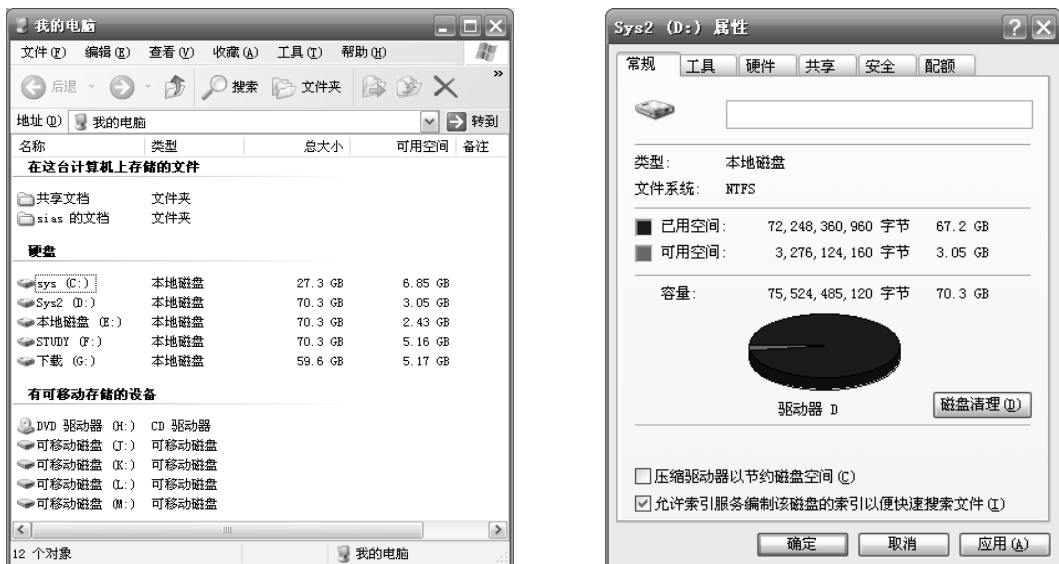 我的电脑
文件(F) 编辑(E) 查看(V) 收藏(A) 工具(T) 帮助(H)
后退 搜索 文件夹 »
地址(D) 我的电脑 转到
名称 类型 总大小 可用空间 备注
在这台计算机上存储的文件
共享文档 文件夹
sias 的文档 文件夹
硬盘
sys (C:) 本地磁盘 27.3 GB 6.85 GB
Sys2 (D:) 本地磁盘 70.3 GB 3.05 GB
本地磁盘 (E:) 本地磁盘 70.3 GB 2.43 GB
STUDY (F:) 本地磁盘 70.3 GB 5.16 GB
下载 (G:) 本地磁盘 59.6 GB 5.17 GB
有可移动存储的设备
DVD 驱动器 (H:) CD 驱动器
可移动磁盘 (J:) 可移动磁盘
可移动磁盘 (K:) 可移动磁盘
可移动磁盘 (L:) 可移动磁盘
可移动磁盘 (M:) 可移动磁盘
12 个对象 我的电脑
Sys2 (D:) 属性
常规 工具 硬件 共享 安全 配额
类型: 本地磁盘
文件系统: NTFS
已用空间: 72,248,360,960 字节 67.2 GB
可用空间: 3,276,124,160 字节 3.05 GB
容量: 75,524,485,120 字节 70.3 GB
驱动器 D
磁盘清理(D)
压缩驱动器以节约磁盘空间(C)
允许索引服务编制该磁盘的索引以便快速搜索文件(I)
确定 取消 应用(A)